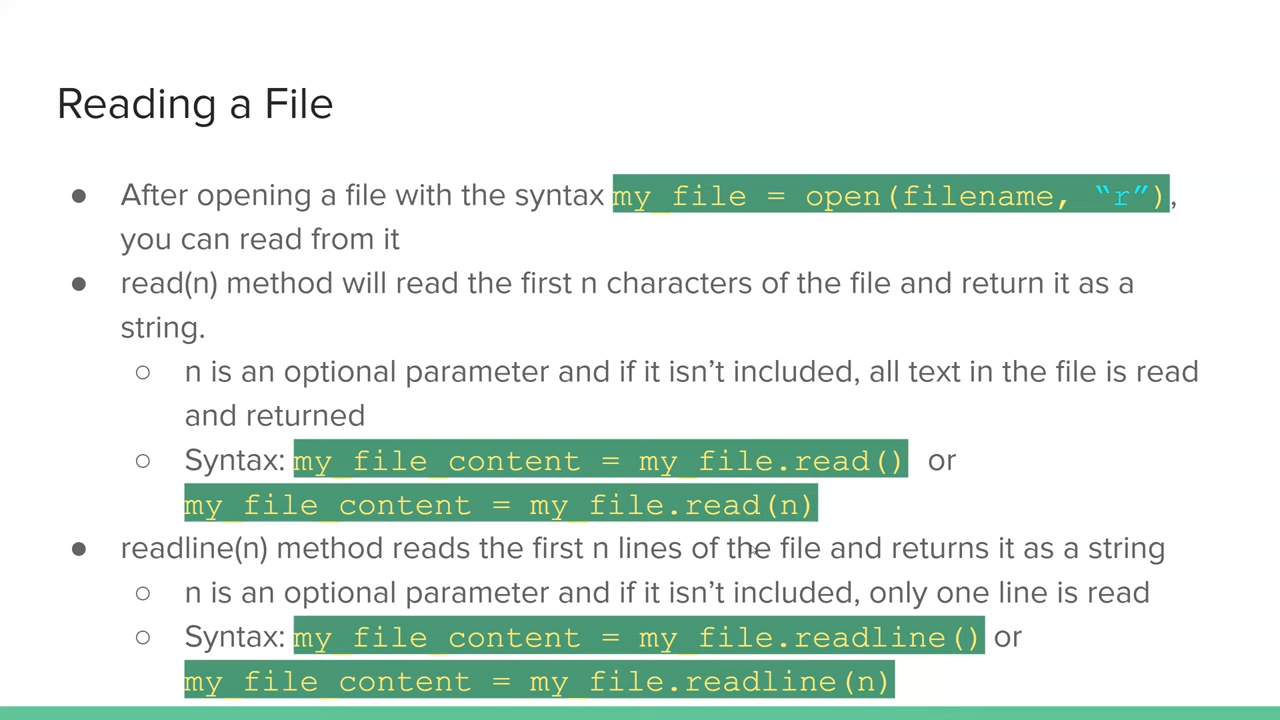 Reading a File
● After opening a file with the syntax my_file = open(filename, “r”),
you can read from it
● read(n) method will read the first n characters of the file and return it as a
string.
○ n is an optional parameter and if it isn’t included, all text in the file is read
and returned
○ Syntax: my_file_content = my_file.read() or
my_file_content = my_file.read(n)
● readline(n) method reads the first n lines of the file and returns it as a string
○ n is an optional parameter and if it isn’t included, only one line is read
○ Syntax: my_file_content = my_file.readline() or
my_file_content = my_file.readline(n)